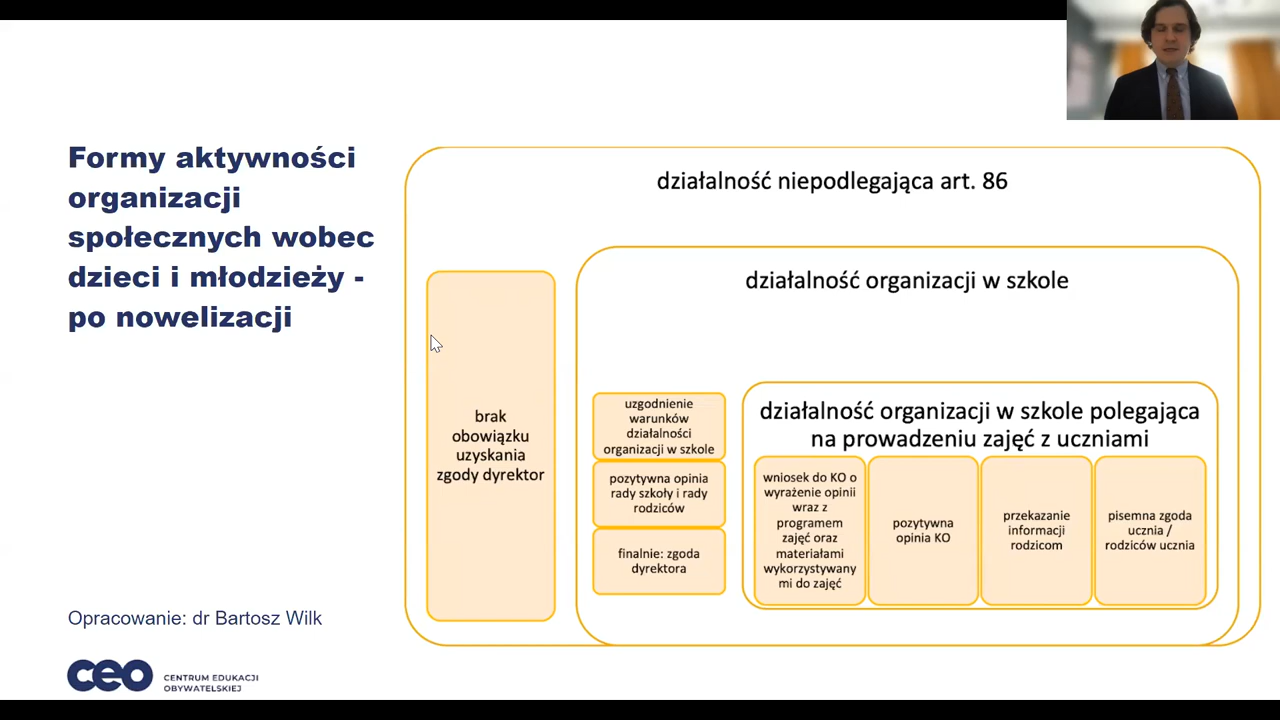 Formy aktywności
organizacji
społecznych wobec
dzieci i młodzieży -
po nowelizacji
działalność niepodlegająca art. 86
brak
obowiązku
uzyskania
zgody dyrektor
działalność organizacji w szkole
uzgodnienie
warunków
działalności
organizacji w szkole
pozytywna opinia
rady szkoły i rady
rodziców
finalnie: zgoda
dyrektora
działalność organizacji w szkole polegająca
na prowadzeniu zajęć z uczniami
wniosek do KO o
wyrażenie opinii
wraz z
programem
zajęć oraz
materiałami
wykorzystywany
mi do zajęć
pozytywna
opinia KO
przekazanie
informacji
rodzicom
pisemna zgoda
ucznia /
rodziców ucznia
Opracowanie: dr Bartosz Wilk
ceo
CENTRUM EDUKACJI
OBYWATELSKIEJ